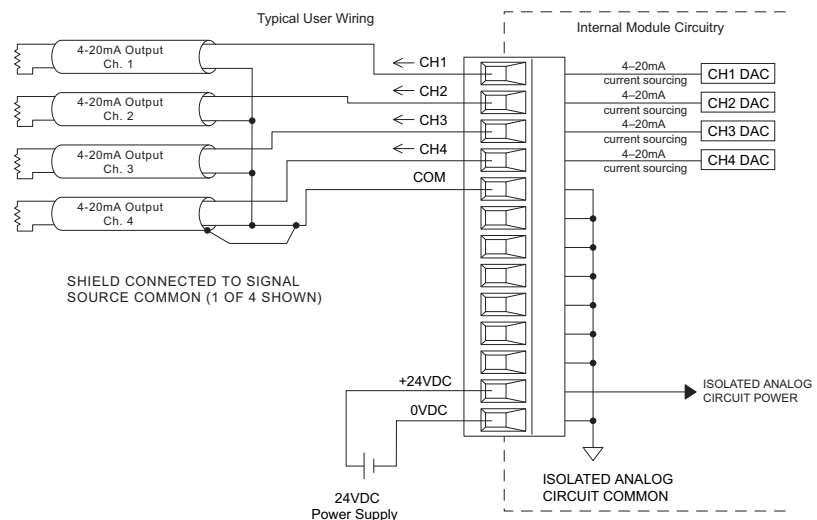 Typical User Wiring
Internal Module Circuitry
4-20mA Output
Ch. 1
4-20mA Output
Ch. 2
4-20mA Output
Ch. 3
4-20mA Output
Ch. 4
CH1
CH2
CH3
CH4
COM
4–20mA
current sourcing
CH1 DAC
4–20mA
current sourcing
CH2 DAC
4–20mA
current sourcing
CH3 DAC
4–20mA
current sourcing
CH4 DAC
SHIELD CONNECTED TO SIGNAL
SOURCE COMMON (1 OF 4 SHOWN)
+24VDC
0VDC
ISOLATED ANALOG
CIRCUIT POWER
ISOLATED ANALOG
CIRCUIT COMMON
24VDC
Power Supply